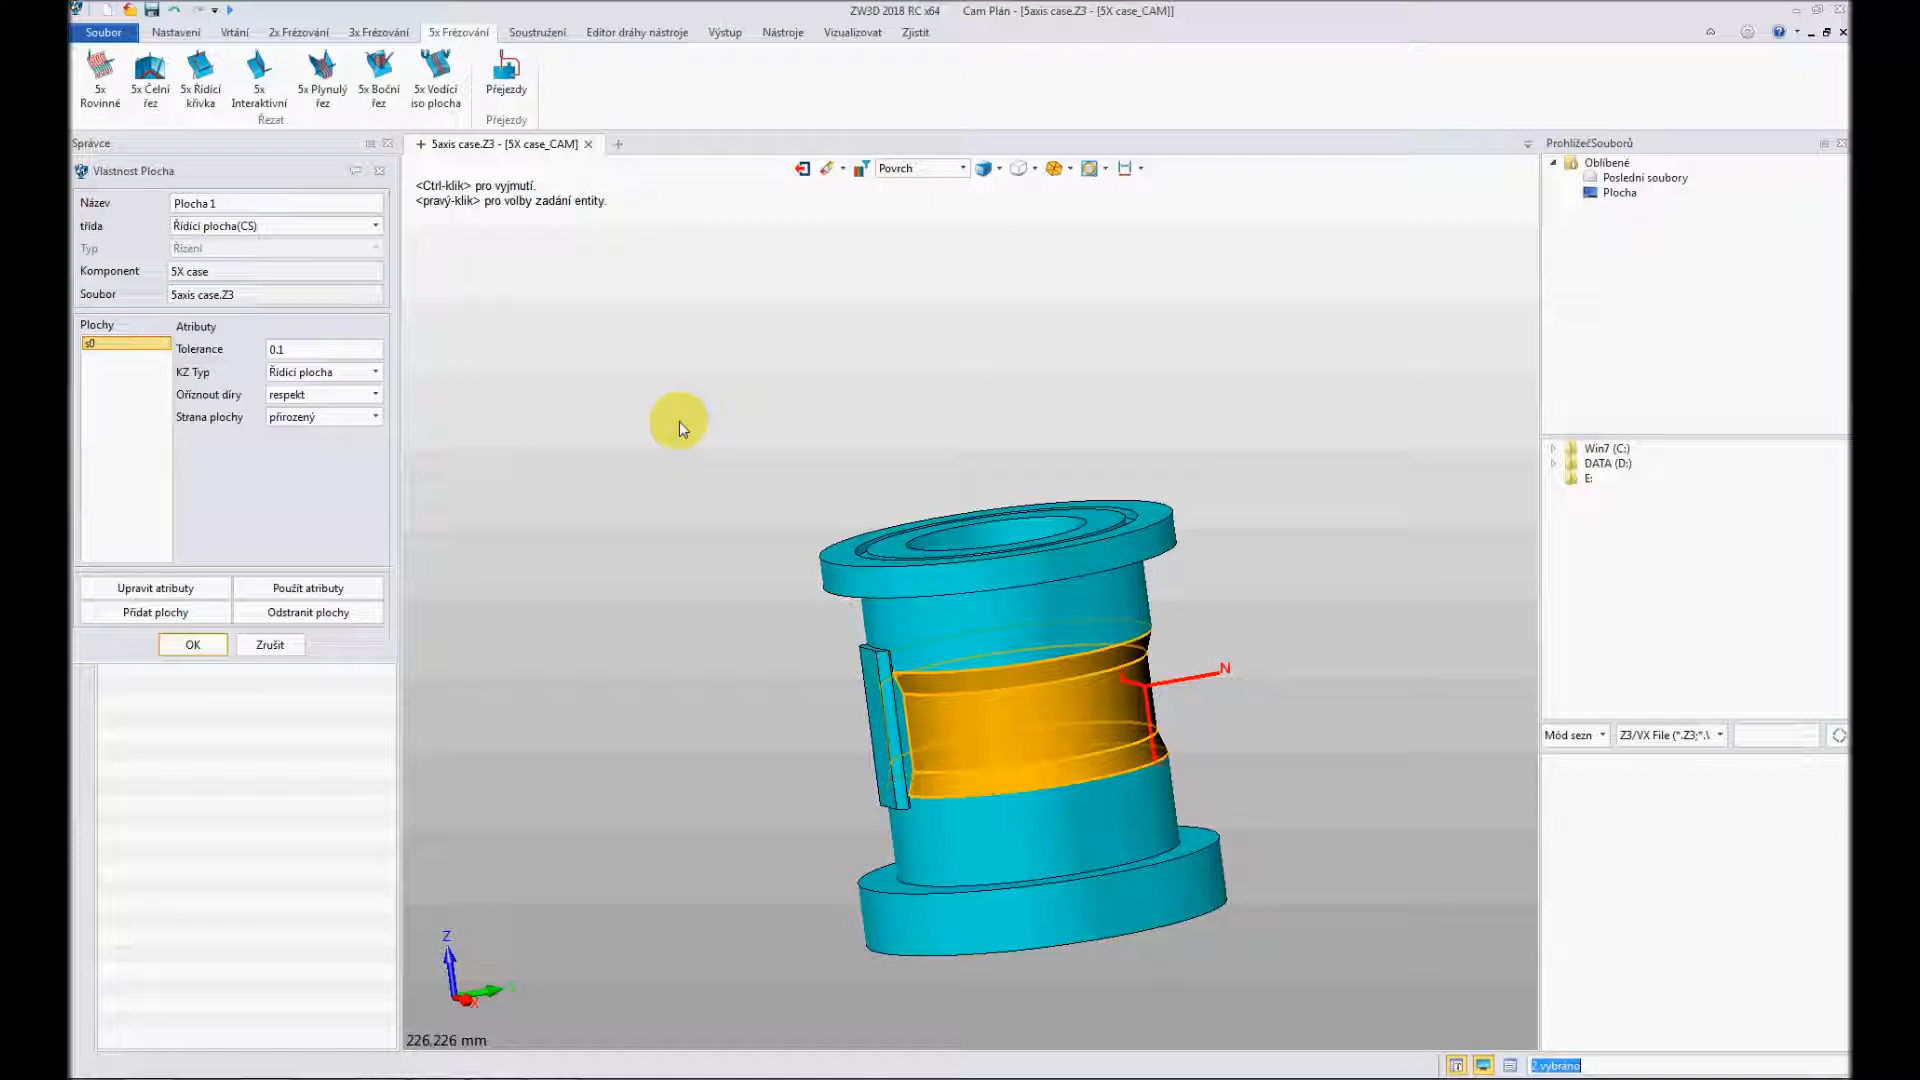 ZW3D 2018 RC x64 Cam Plán - [5axis case.Z3 - [5X case_CAM]]
Soubor Nastavení Vrtání 2x Frézování 3x Frézování 5x Frézování Soustružení Editor dráhy nástroje Výstup Nástroje Vizualizovat Zjistit
5x Rovinné
5x Čelní řez
5x Řídící křivka
5x Interaktivní
5x Plynulý řez
5x Boční řez
5x Vodící iso plocha
Přejezdy
Řezat
Přejezdy
Správce
5axis case.Z3 - [5X case_CAM]
ProhlížečSouborů
Vlastnost Plocha
Název Plocha 1
třída Řídící plocha(CS)
Typ Řízení
Komponent 5X case
Soubor 5axis case.Z3
Plochy
s0
Atributy
Tolerance 0.1
KZ Typ Řídící plocha
Oříznout díry respekt
Strana plochy přirozený
Upravit atributy Použít atributy
Přidat plochy Odstranit plochy
OK Zrušit
Povrch
<Ctrl-klik> pro vyjmutí.
<pravý-klik> pro volby zadání entity.
N
Z
X
226.226 mm
Oblíbené
Poslední soubory
Plocha
Win7 (C:)
DATA (D:)
E:
Mód sezn Z3/VX File (*.Z3;*.\
2 vybráno